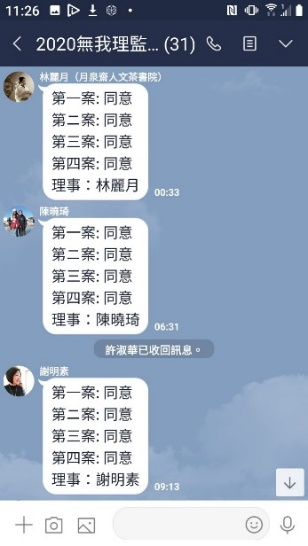 11:26
2020無我理監... (31)
林麗月（月泉齋人文茶書院）
第一案: 同意
第二案: 同意
第三案: 同意
第四案: 同意
理事：林麗月
00:33
陳曉琦
第一案: 同意
第二案: 同意
第三案: 同意
第四案: 同意
理事：陳曉琦
06:31
許淑華已收回訊息。
謝明素
第一案: 同意
第二案: 同意
第三案: 同意
第四案: 同意
理事：謝明素
09:13